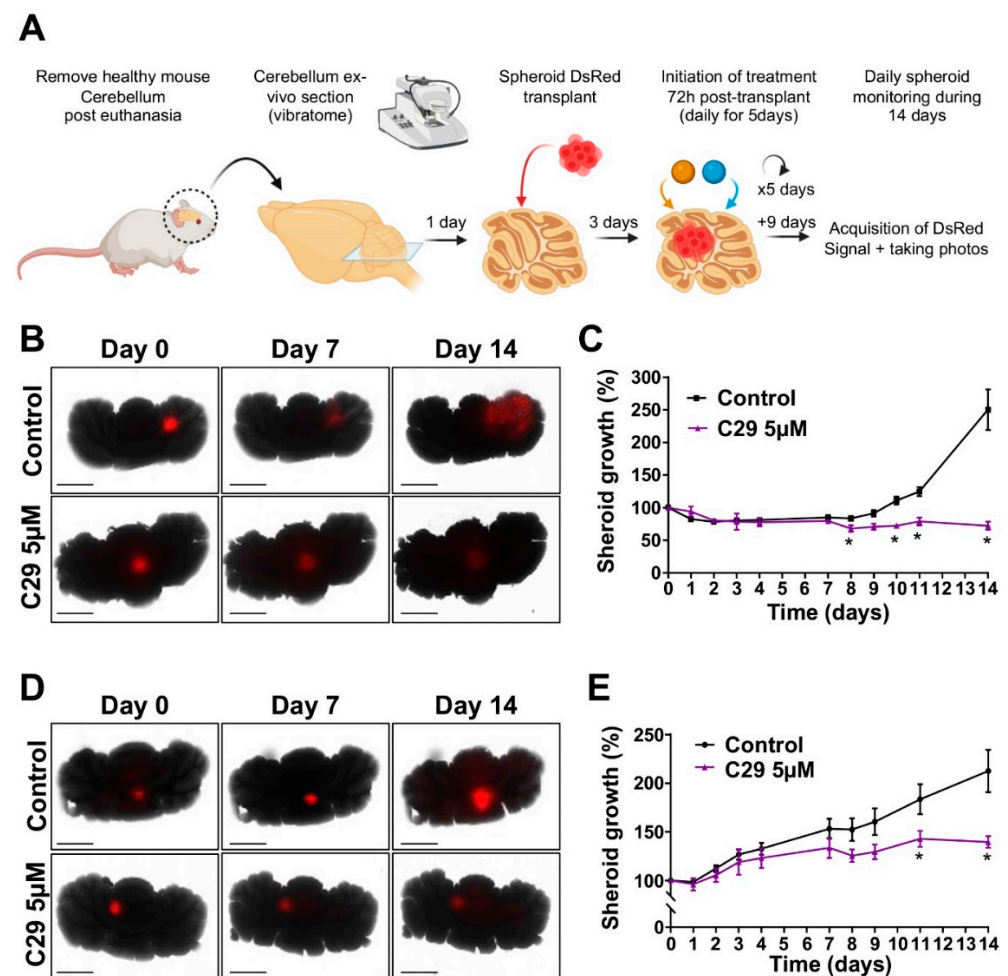 A
Remove healthy mouse
Cerebellum
post euthanasia
Cerebellum ex-
vivo section
(vibratome)
Spheroid DsRed
transplant
Initiation of treatment
72h post-transplant
(daily for 5days)
Daily spheroid
monitoring during
14 days
1 day
3 days
x5 days
+9 days
Acquisition of DsRed
Signal + taking photos
B
Day 0
Day 7
Day 14
Control
C29 5µM
C
Sheroid growth (%)
300
250
200
150
100
50
0
Control
C29 5µM
*
*
*
*
0 1 2 3 4 5 6 7 8 9 10 11 12 13 14
Time (days)
D
Day 0
Day 7
Day 14
Control
C29 5µM
E
Sheroid growth (%)
250
200
150
100
0
Control
C29 5µM
*
*
0 1 2 3 4 5 6 7 8 9 10 11 12 13 14
Time (days)